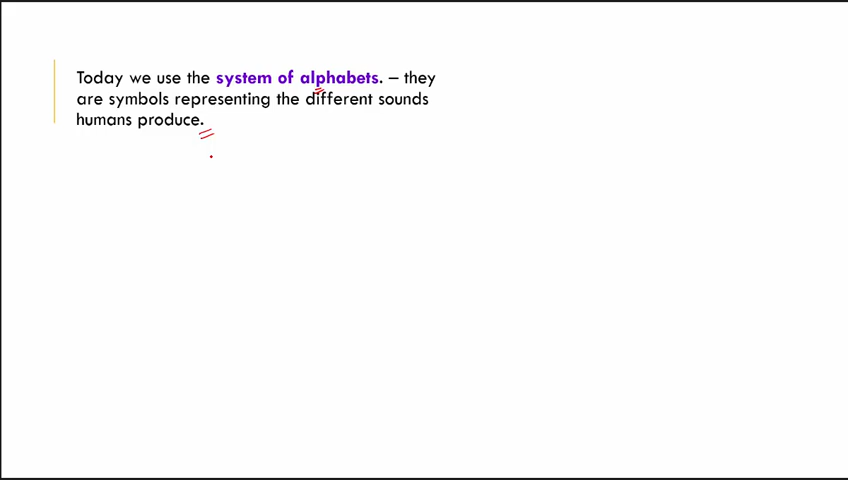 Today we use the system of alphabets. – they
are symbols representing the different sounds
humans produce.